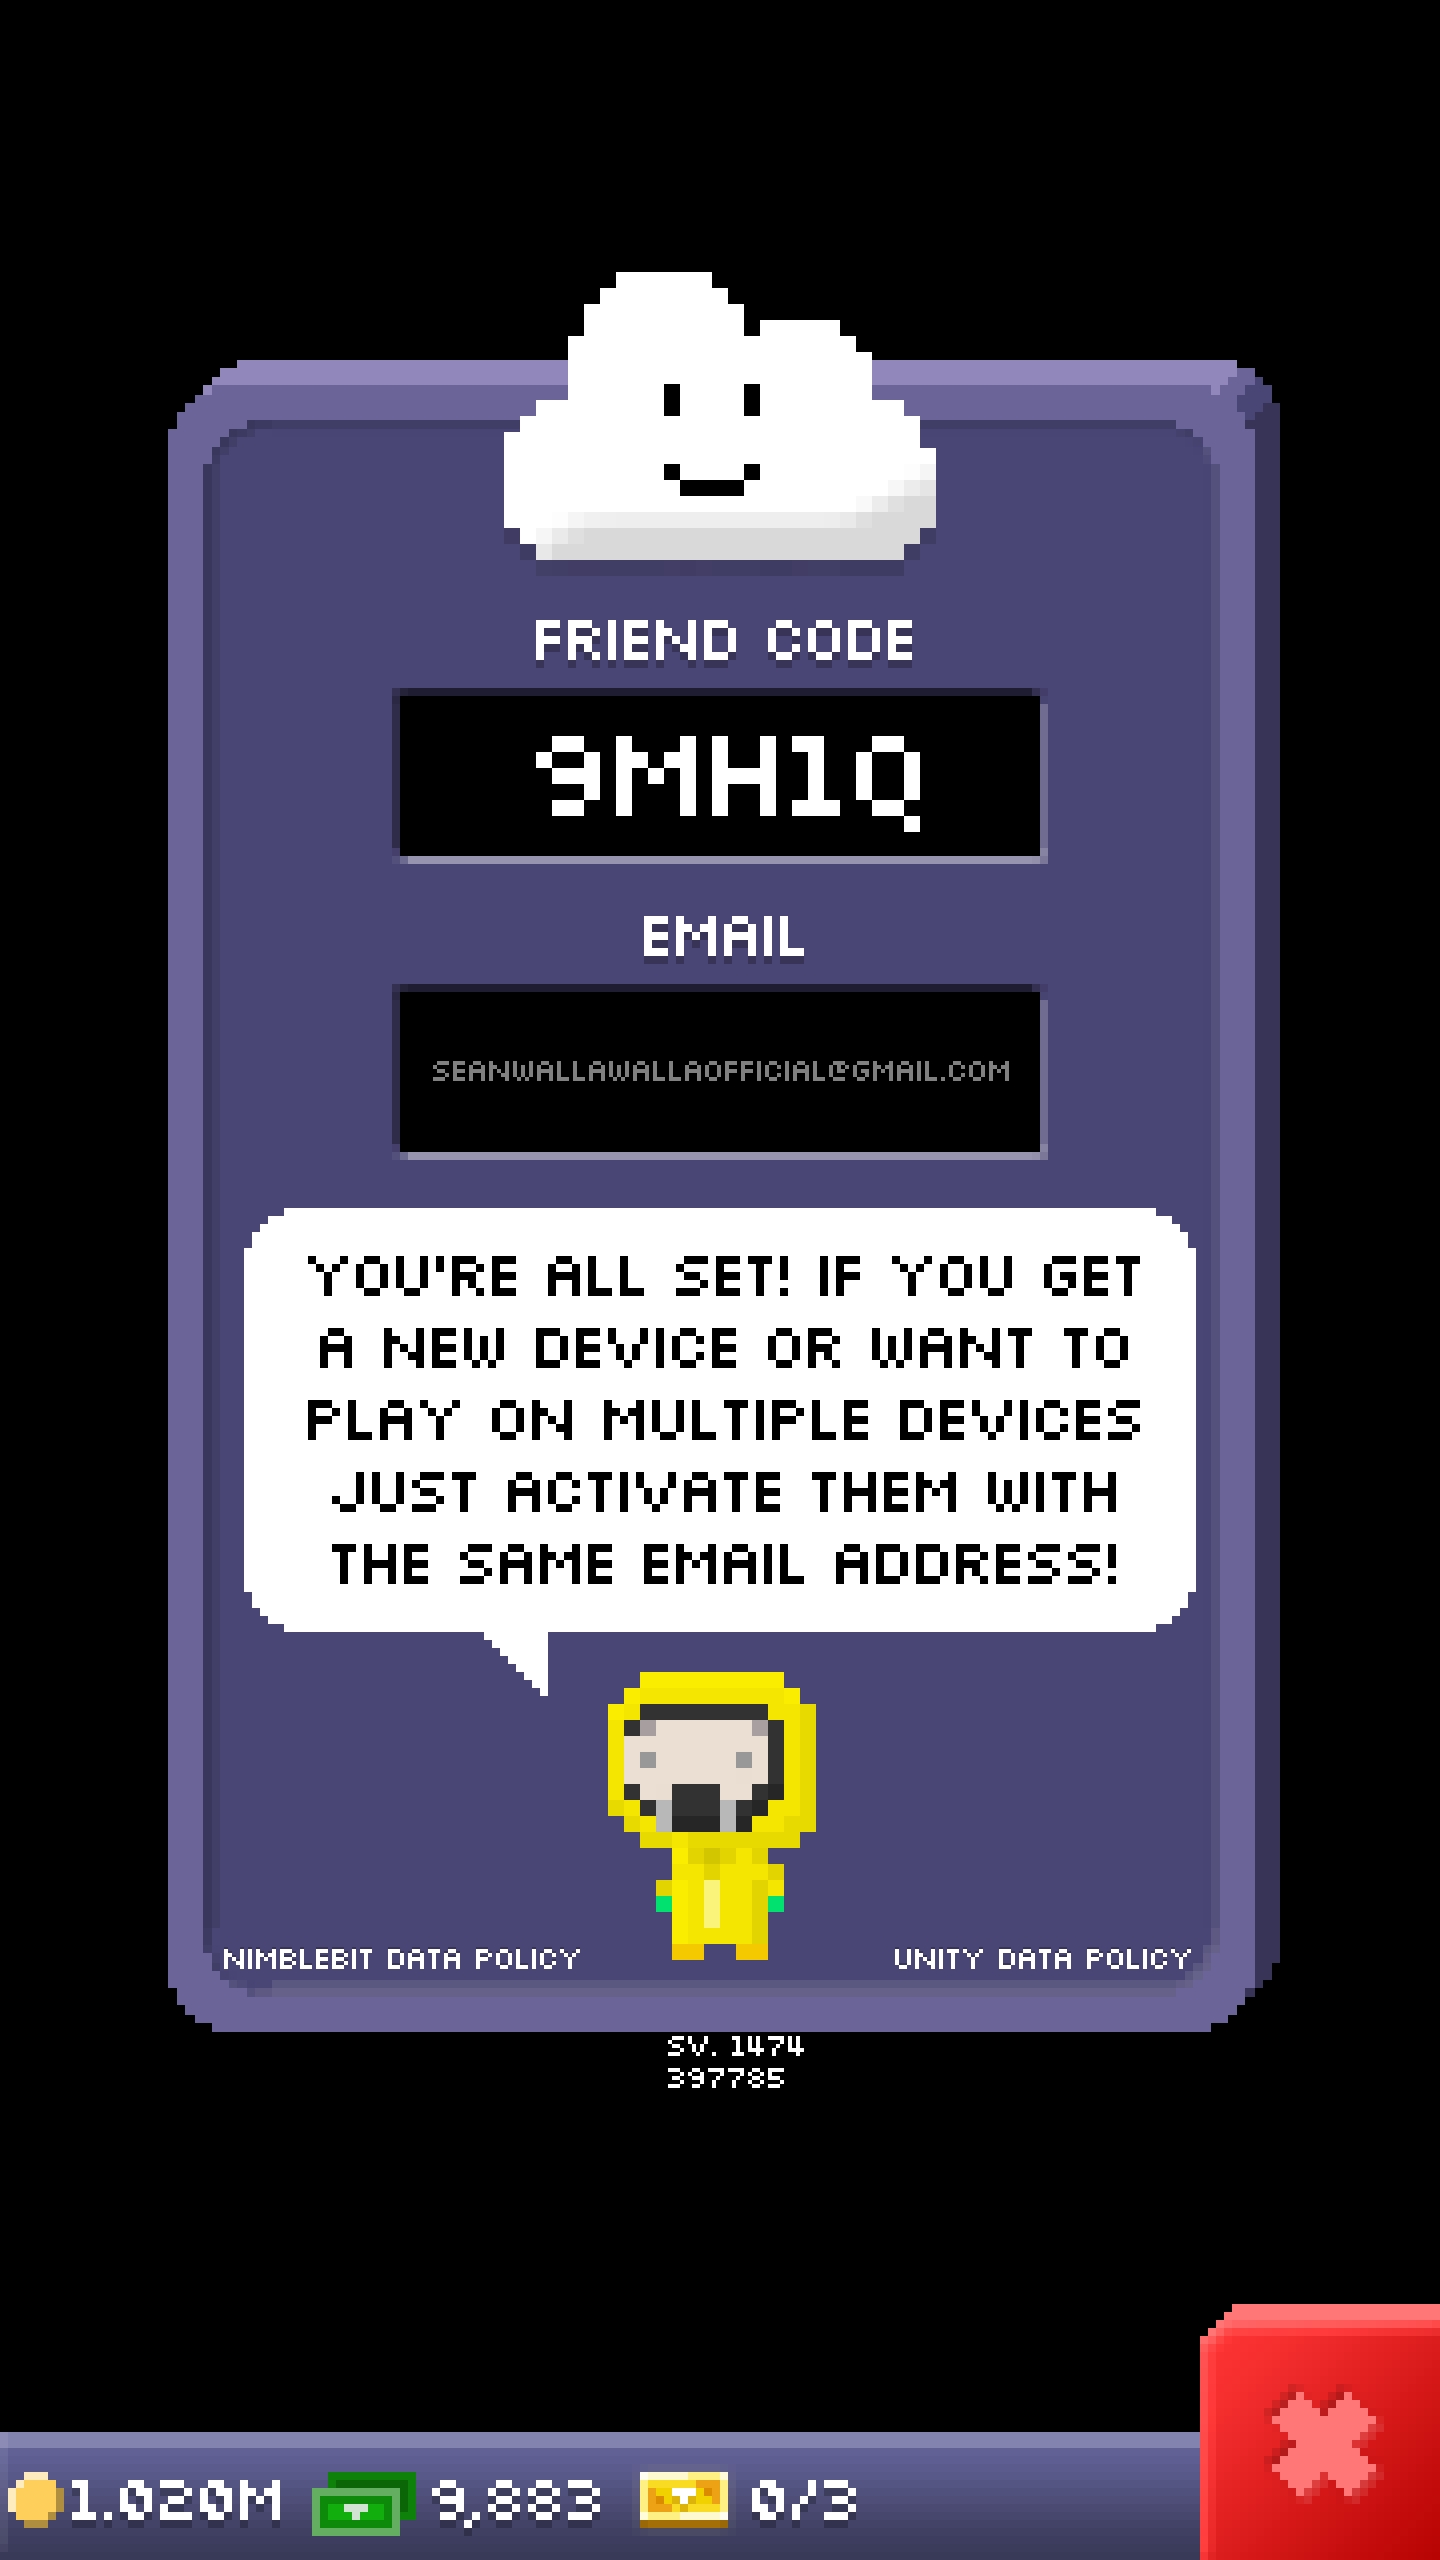 FRIEND CODE
9MH1Q
EMAIL
SEANWALLAWALLAOFFICIAL@GMAIL.COM
YOU'RE ALL SET! IF YOU GET
A NEW DEVICE OR WANT TO
PLAY ON MULTIPLE DEVICES
JUST ACTIVATE THEM WITH
THE SAME EMAIL ADDRESS!
NIMBLEBIT DATA POLICY
UNITY DATA POLICY
SV. 1474
397785
1.020M 9,883 0/3